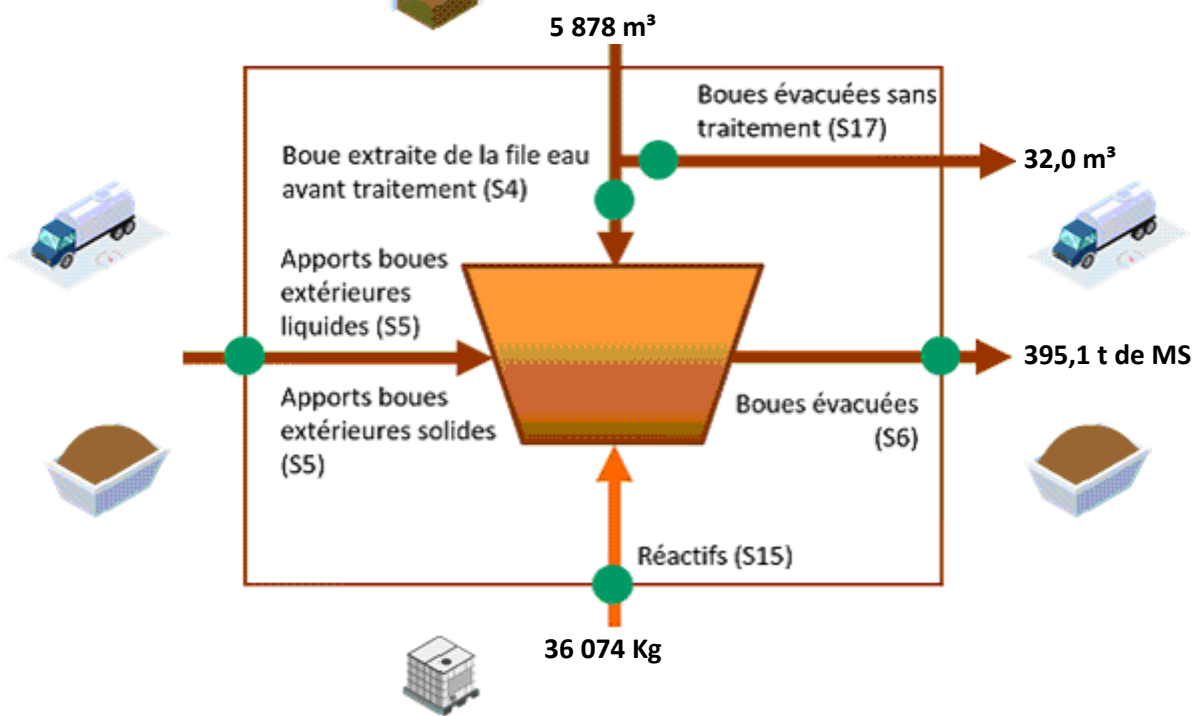 5 878 m³
Boues évacuées sans
traitement (S17)
Boue extraite de la file eau
avant traitement (S4)
32,0 m³
Apports boues
extérieures
liquides (S5)
395,1 t de MS
Apports boues
extérieures solides
(S5)
Boues évacuées
(S6)
Réactifs (S15)
36 074 Kg